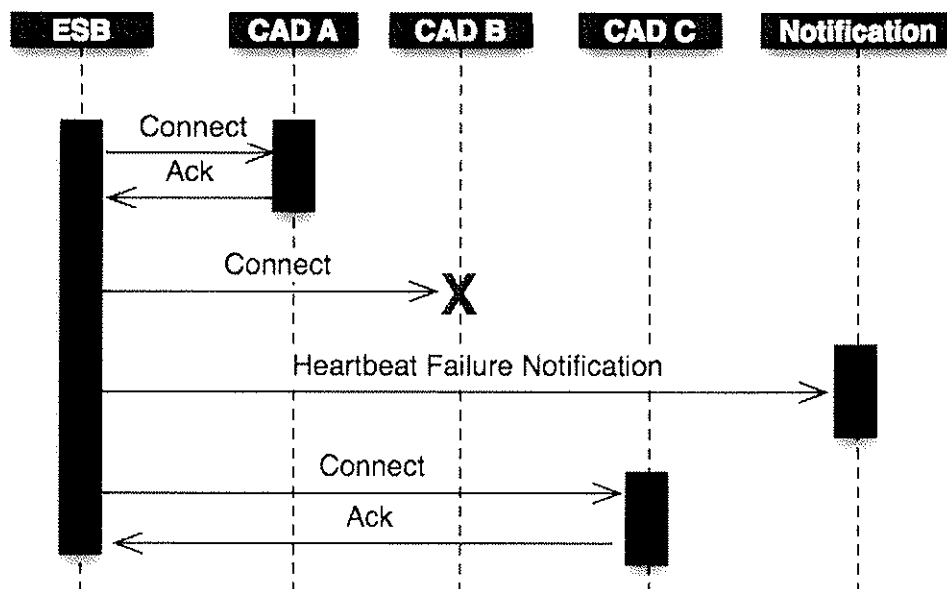 ESB CAD A CAD B CAD C Notification
Connect
Ack
Connect
X
Heartbeat Failure Notification
Connect
Ack